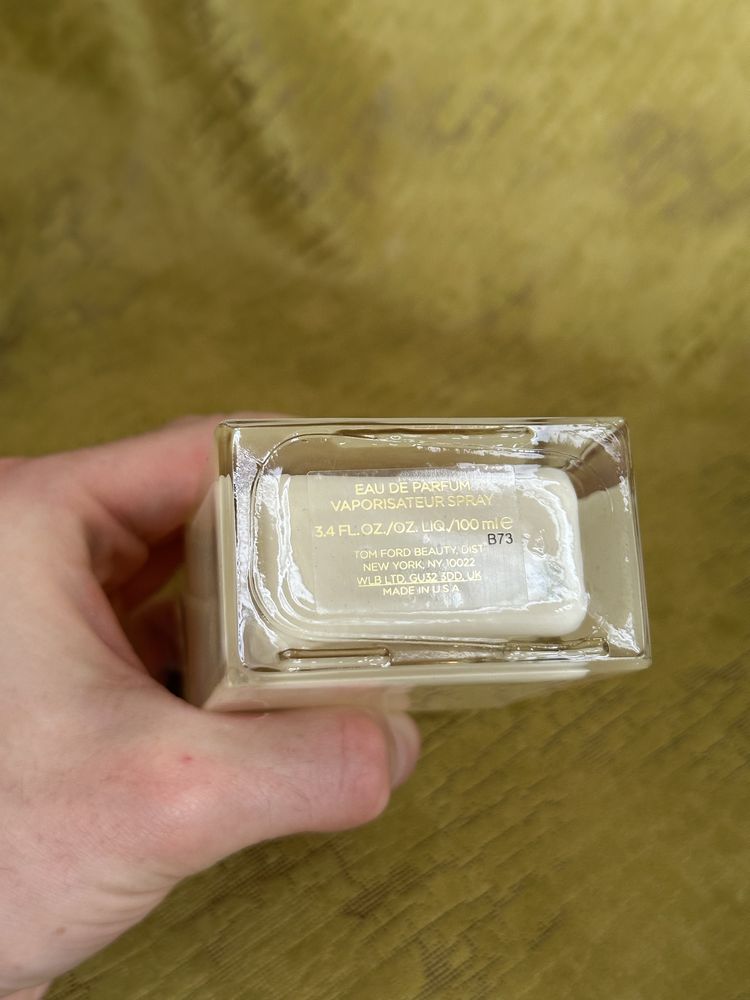 EAU DE PARFUM
VAPORISATEUR SPRAY
3.4 FL.OZ./OZ. LIQ./100 ml ℮
B73
TOM FORD BEAUTY, DIST
NEW YORK, NY 10022
WLB LTD, GU32 3DD, UK
MADE IN U.S.A